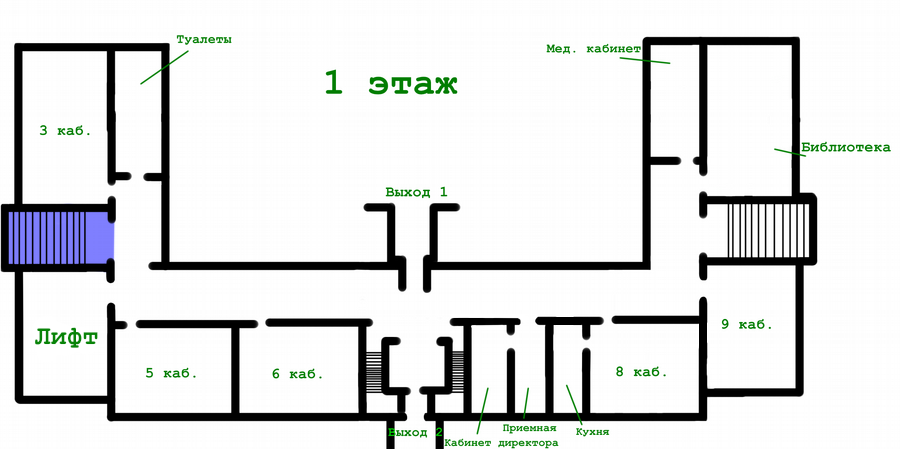 Туалеты
Мед. кабинет
1 этаж
3 каб.
Библиотека
Выход 1
Лифт
9 каб.
5 каб.
6 каб.
8 каб.
Выход 2
Приемная
Кухня
Кабинет директора